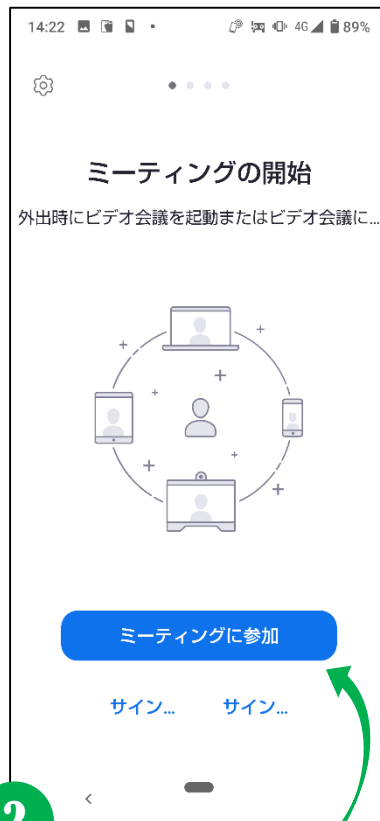 14:22 4G 89%
ミーティングの開始
外出時にビデオ会議を起動またはビデオ会議に...
ミーティングに参加
サイン... サイン...
2